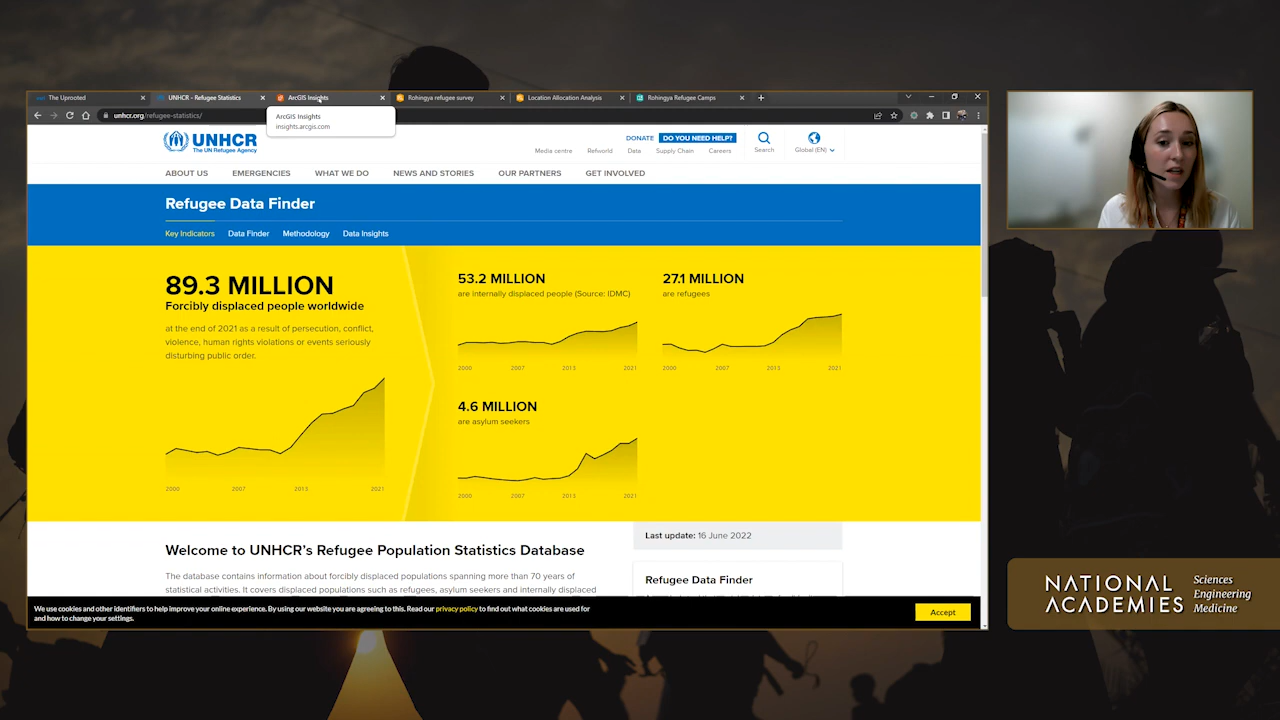 The Uprooted
UNHCR - Refugee Statistics
ArcGIS Insights
Rohingya refugee survey
Location Allocation Analysis
Rohingya Refugee Camps
unhcr.org/refugee-statistics/
ArcGIS Insights
insights.arcgis.com
UNHCR
The UN Refugee Agency
DONATE
DO YOU NEED HELP?
Media centre
Refworld
Data
Supply Chain
Careers
Search
Global (EN)
ABOUT US
EMERGENCIES
WHAT WE DO
NEWS AND STORIES
OUR PARTNERS
GET INVOLVED
Refugee Data Finder
Key Indicators
Data Finder
Methodology
Data Insights
89.3 MILLION
Forcibly displaced people worldwide
at the end of 2021 as a result of persecution, conflict,
violence, human rights violations or events seriously
disturbing public order.
2000
2007
2013
2021
53.2 MILLION
are internally displaced people (Source: IDMC)
2000
2007
2013
2021
27.1 MILLION
are refugees
2000
2007
2013
2021
4.6 MILLION
are asylum seekers
2000
2007
2013
2021
Welcome to UNHCR's Refugee Population Statistics Database
The database contains information about forcibly displaced populations spanning more than 70 years of
statistical activities. It covers displaced populations such as refugees, asylum seekers and internally displaced
Last update: 16 June 2022
Refugee Data Finder
We use cookies and other identifiers to help improve your online experience. By using our website you are agreeing to this. Read our privacy policy to find out what cookies are used for
and how to change your settings.
Accept
NATIONAL
ACADEMIES
Sciences
Engineering
Medicine